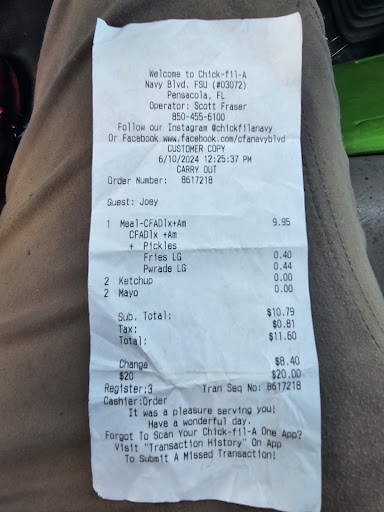 Welcome to Chick-fil-A
Navy Blvd. FSU (#03072)
Pensacola, FL
Operator: Scott Fraser
850-455-6100
Follow our Instagram @chickfilanavy
Or Facebook www.facebook.com/cfanavyblvd
CUSTOMER COPY
6/10/2024 12:25:37 PM
CARRY OUT
Order Number: 8617218
Guest: Joey
1 Meal-CFADlx+Am 9.95
CFADlx +Am
+ Pickles
Fries LG 0.40
Pwrade LG 0.44
2 Ketchup 0.00
2 Mayo 0.00
Sub. Total: $10.79
Tax: $0.81
Total: $11.60
Change $8.40
$20 $20.00
Register:3 Tran Seq No: 8617218
Cashier:Order
It was a pleasure serving you!
Have a wonderful day.
Forgot To Scan Your Chick-fil-A One App?
Visit "Transaction History" On App
To Submit A Missed Transaction!